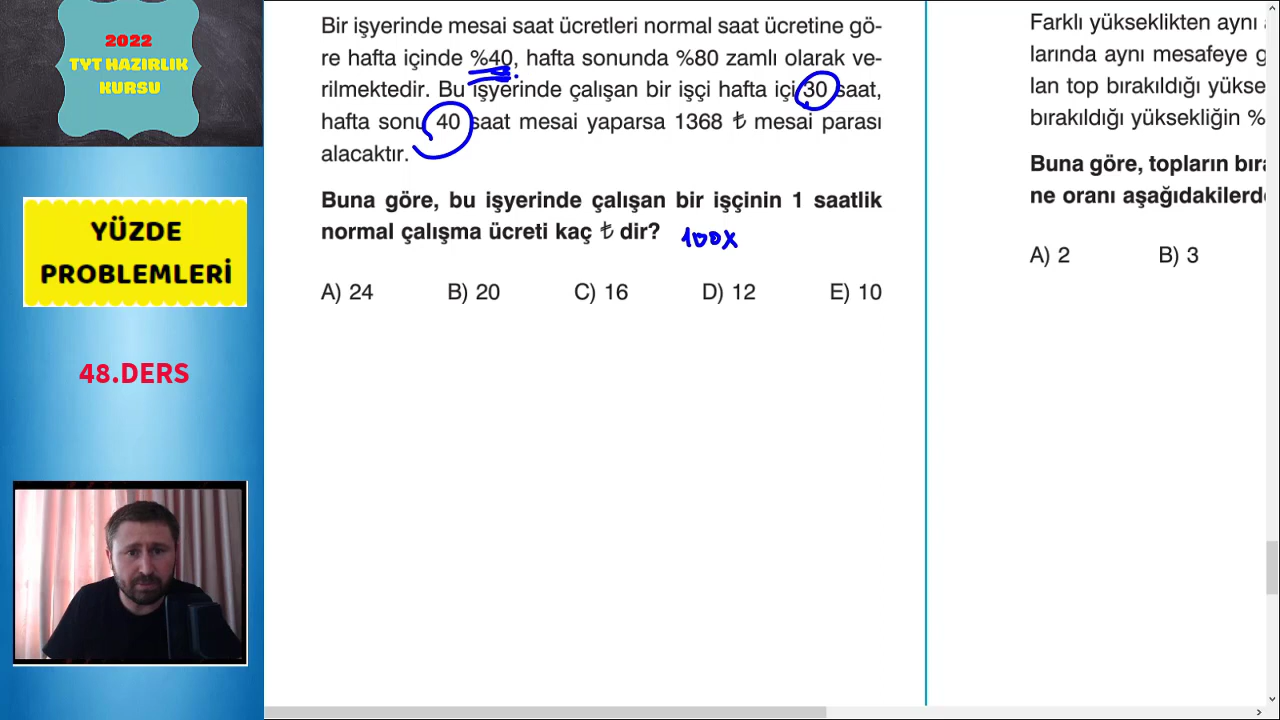 2022
TYT HAZIRLIK
KURSU
YÜZDE
PROBLEMLERİ
48.DERS
Bir işyerinde mesai saat ücretleri normal saat ücretine gö-
re hafta içinde %40, hafta sonunda %80 zamlı olarak ve-
rilmektedir. Bu işyerinde çalışan bir işçi hafta içi 30 saat,
hafta sonu 40 saat mesai yaparsa 1368 ₺ mesai parası
alacaktır.
Buna göre, bu işyerinde çalışan bir işçinin 1 saatlik
normal çalışma ücreti kaç ₺ dir? 100x
A) 24 B) 20 C) 16 D) 12 E) 10
Farklı yükseklikten aynı
larında aynı mesafeye g
lan top bırakıldığı yükse
bırakıldığı yüksekliğin %
Buna göre, topların bıra
ne oranı aşağıdakilerde
A) 2 B) 3